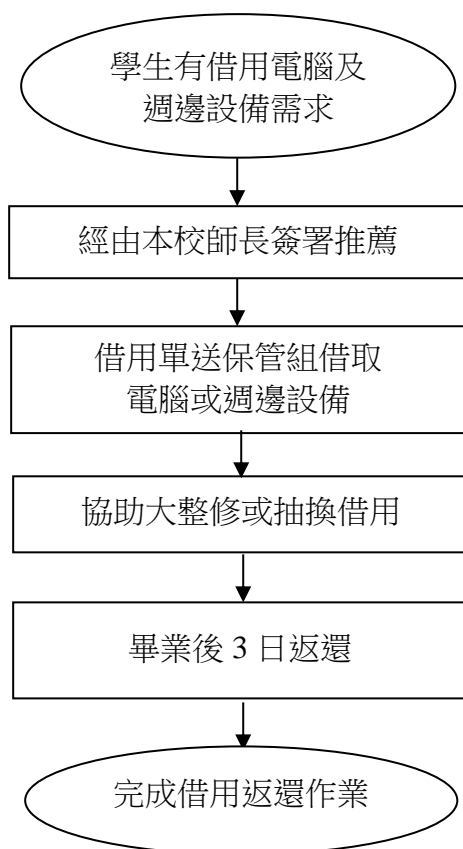 學生有借用電腦及
週邊設備需求
經由本校師長簽署推薦
借用單送保管組借取
電腦或週邊設備
協助大整修或抽換借用
畢業後 3 日返還
完成借用返還作業